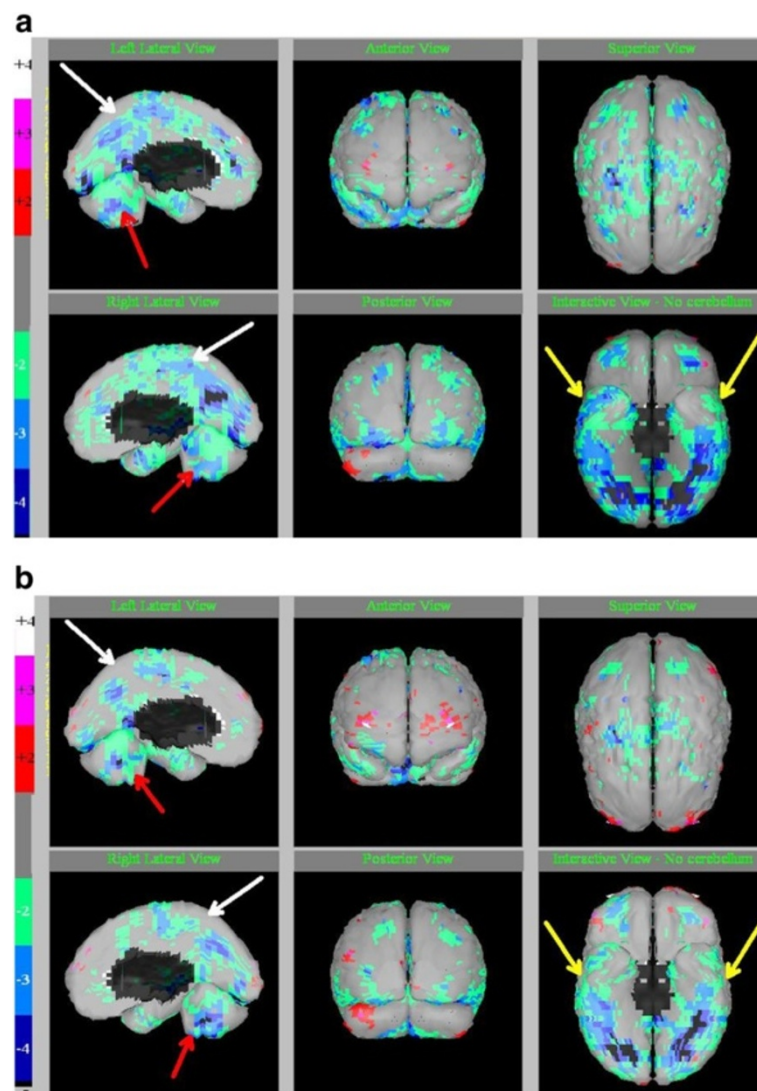 a
Left Lateral View
Anterior View
Superior View
+4
+3
+2
Right Lateral View
Posterior View
Interactive View - No cerebellum
-2
-3
-4
b
Left Lateral View
Anterior View
Superior View
+4
+3
+2
Right Lateral View
Posterior View
Interactive View - No cerebellum
-2
-3
-4